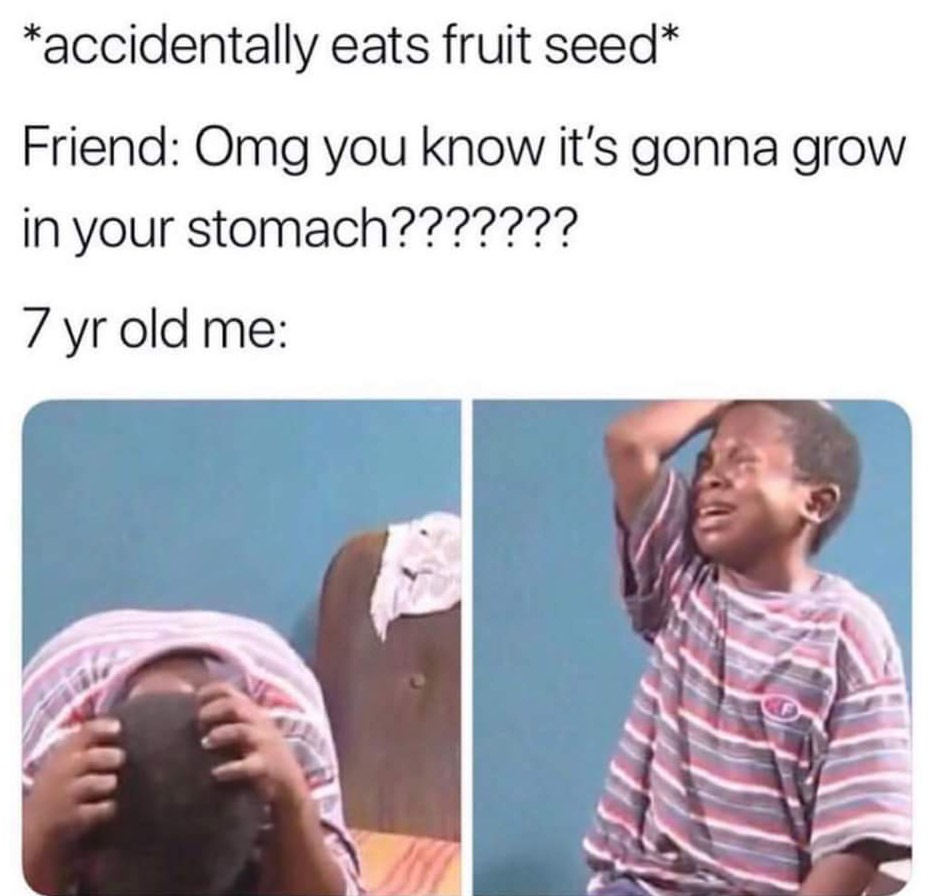 *accidentally eats fruit seed*
Friend: Omg you know it's gonna grow
in your stomach???????
7 yr old me: